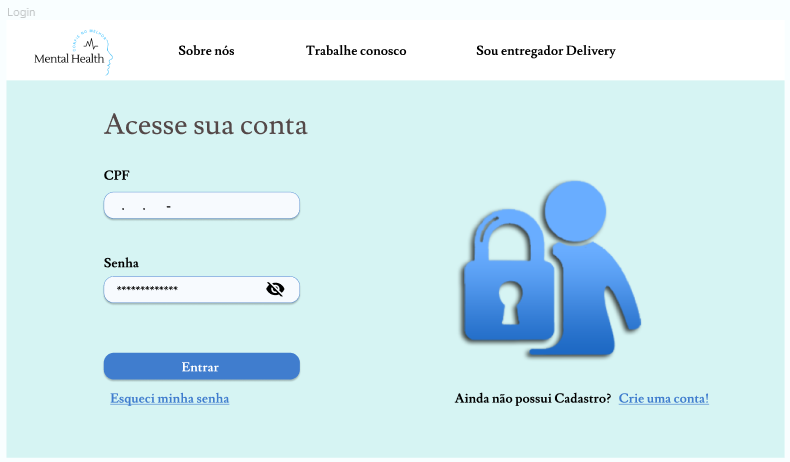 Login
Mental Health
Sobre nós
Trabalhe conosco
Sou entregador Delivery
Acesse sua conta
CPF
. . -
Senha
*************
Entrar
Esqueci minha senha
Ainda não possui Cadastro? Crie uma conta!